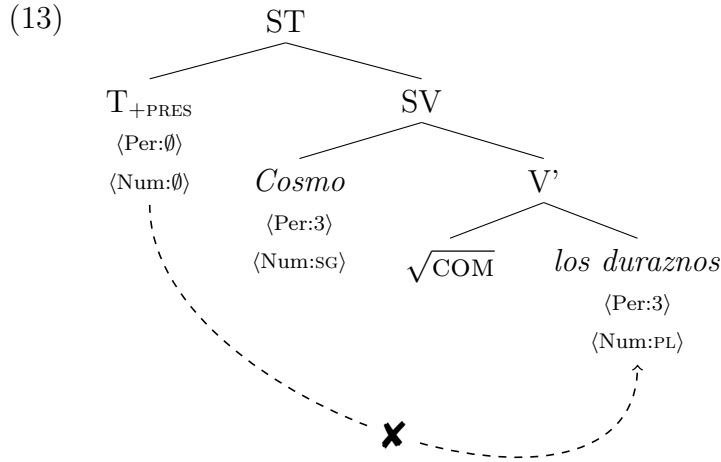 (13)
ST
T+PRES SV
⟨Per:∅⟩
⟨Num:∅⟩
Cosmo V'
⟨Per:3⟩
⟨Num:SG⟩
√COM los duraznos
⟨Per:3⟩
⟨Num:PL⟩
✘